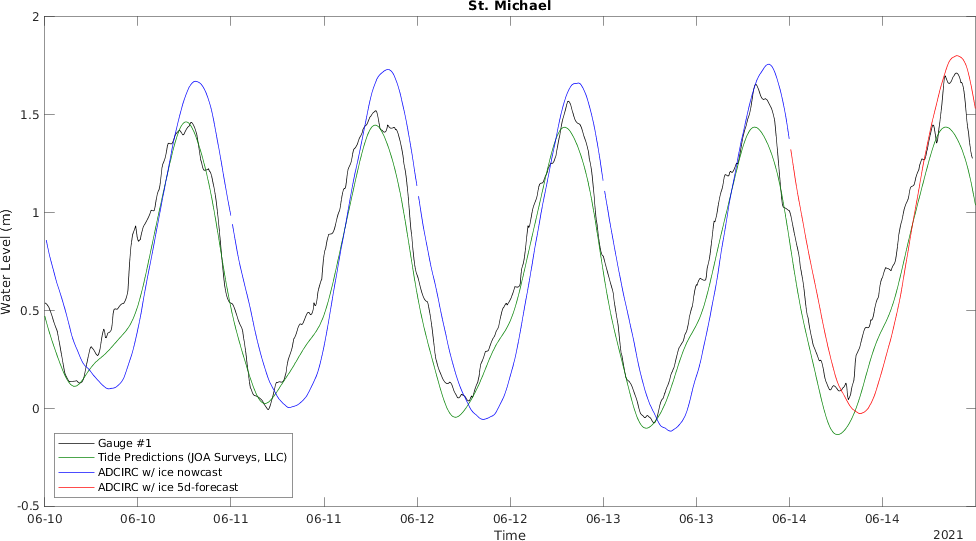 St. Michael
2
1.5
1
0.5
0
-0.5
Water Level (m)
Gauge #1
Tide Predictions (JOA Surveys, LLC)
ADCIRC w/ ice nowcast
ADCIRC w/ ice 5d-forecast
06-10 06-10 06-11 06-11 06-12 06-12 06-13 06-13 06-14 06-14
Time
2021